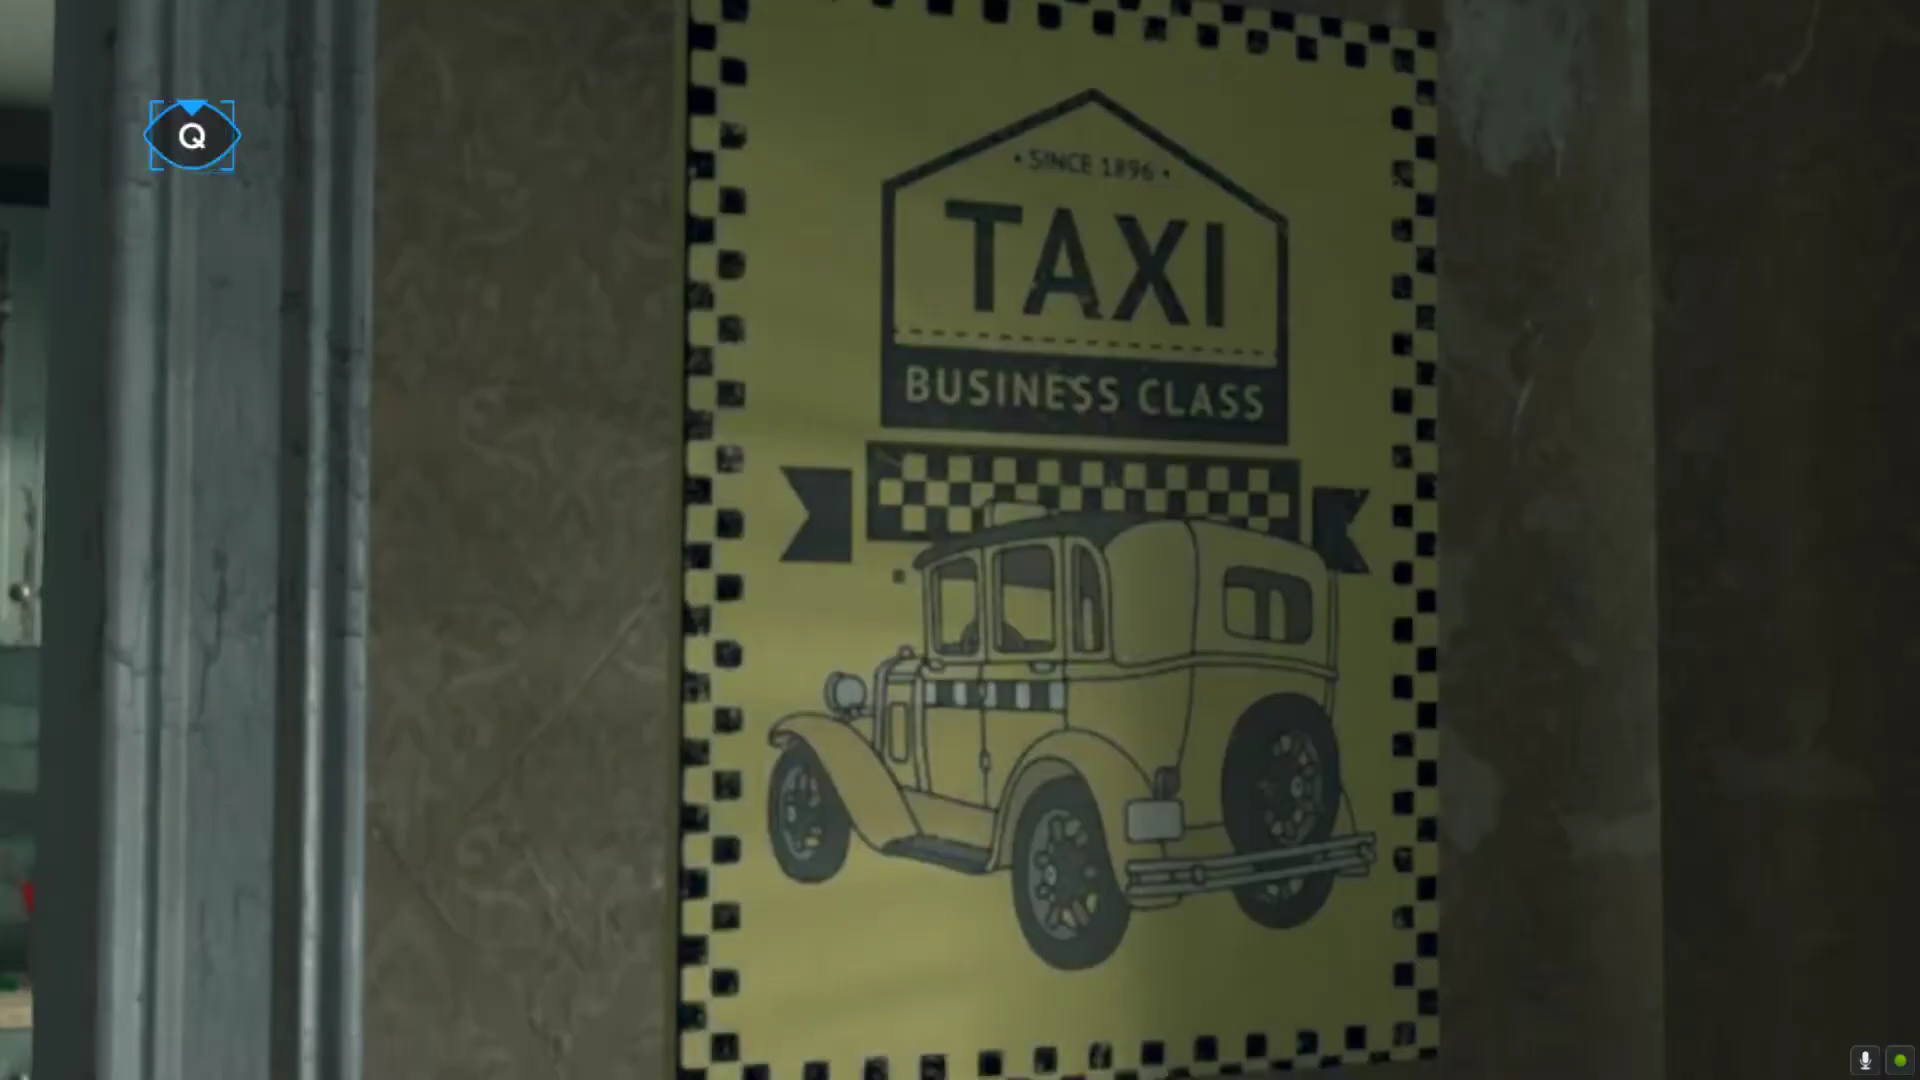 Q
• SINCE 1896 •
TAXI
BUSINESS CLASS